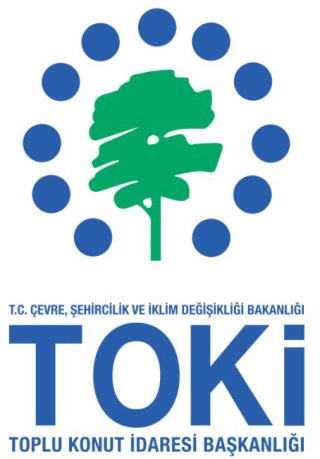 T.C. ÇEVRE, ŞEHİRCİLİK VE İKLİM DEĞİŞİKLİĞİ BAKANLIĞI
TOKi
TOPLU KONUT İDARESİ BAŞKANLIĞI